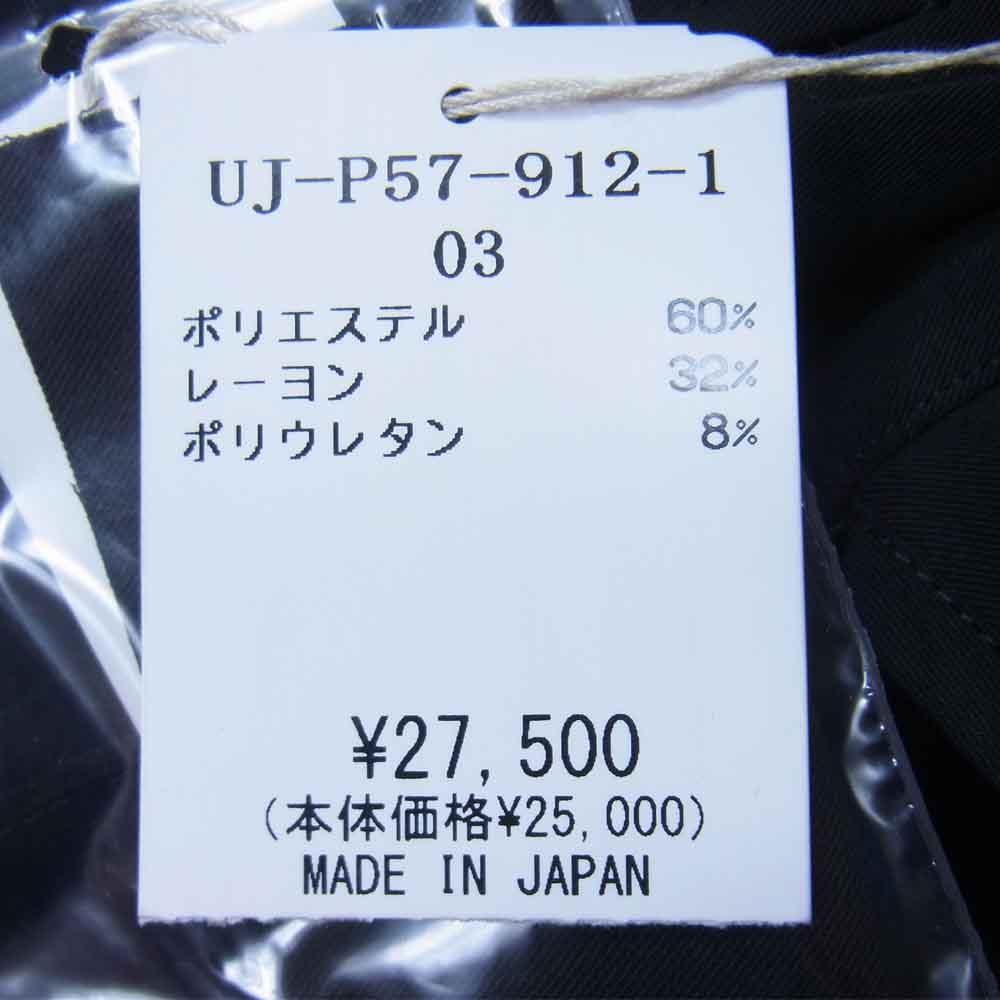 UJ-P57-912-1
03
ポリエステル 60%
レーヨン 32%
ポリウレタン 8%
¥27,500
(本体価格¥25,000)
MADE IN JAPAN